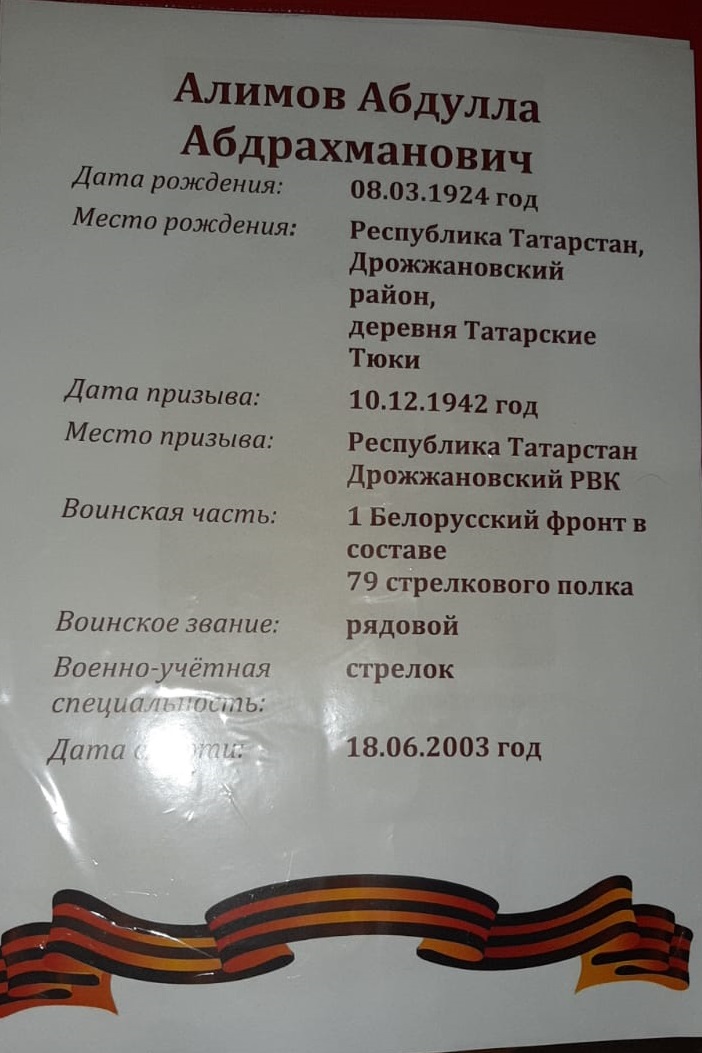 Алимов Абдулла
Абдрахманович
Дата рождения: 08.03.1924 год
Место рождения: Республика Татарстан,
Дрожжановский
район,
деревня Татарские
Тюки
Дата призыва: 10.12.1942 год
Место призыва: Республика Татарстан
Дрожжановский РВК
Воинская часть: 1 Белорусский фронт в
составе
79 стрелкового полка
Воинское звание: рядовой
Военно-учётная стрелок
специальность:
Дата 18.06.2003 год